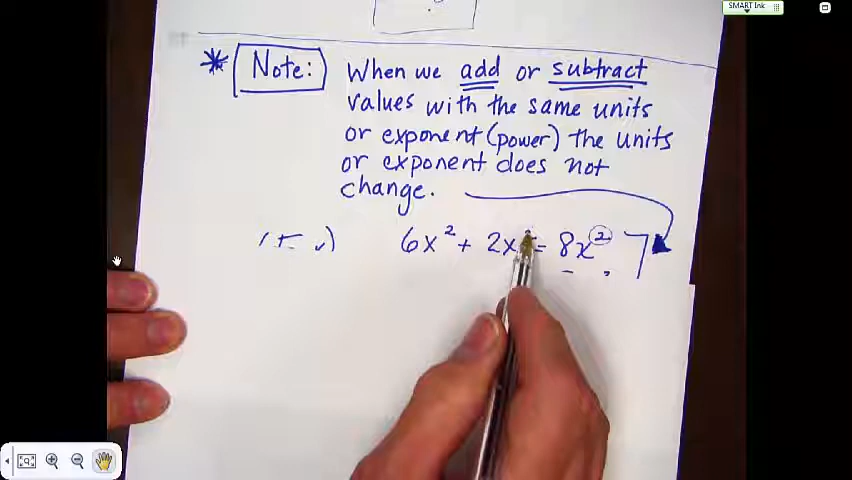 SMART Ink
* Note: When we add or subtract
values with the same units
or exponent (power) the units
or exponent does not
change.
6x² + 2x = 8x²